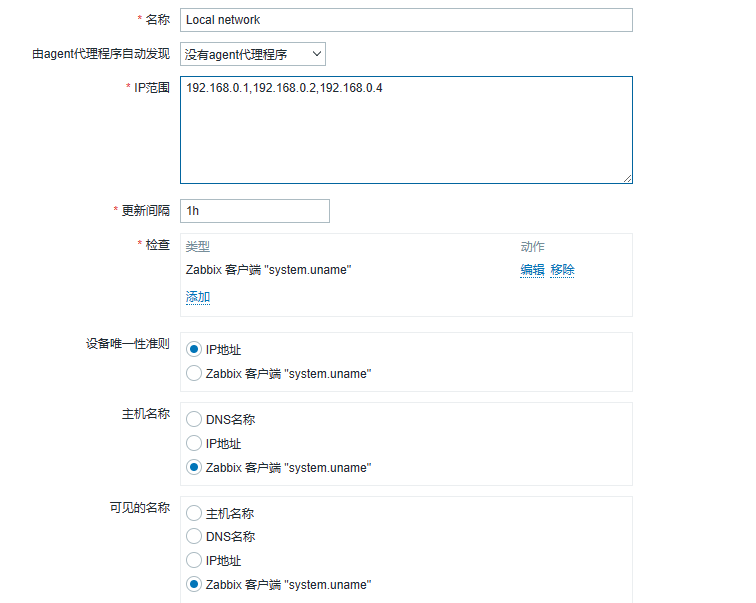 * 名称 Local network
由agent代理程序自动发现 没有agent代理程序
* IP范围 192.168.0.1,192.168.0.2,192.168.0.4
* 更新间隔 1h
* 检查 类型 动作
Zabbix 客户端 "system.uname" 编辑 移除
添加
设备唯一性准则 IP地址
Zabbix 客户端 "system.uname"
主机名称 DNS名称
IP地址
Zabbix 客户端 "system.uname"
可见的名称 主机名称
DNS名称
IP地址
Zabbix 客户端 "system.uname"